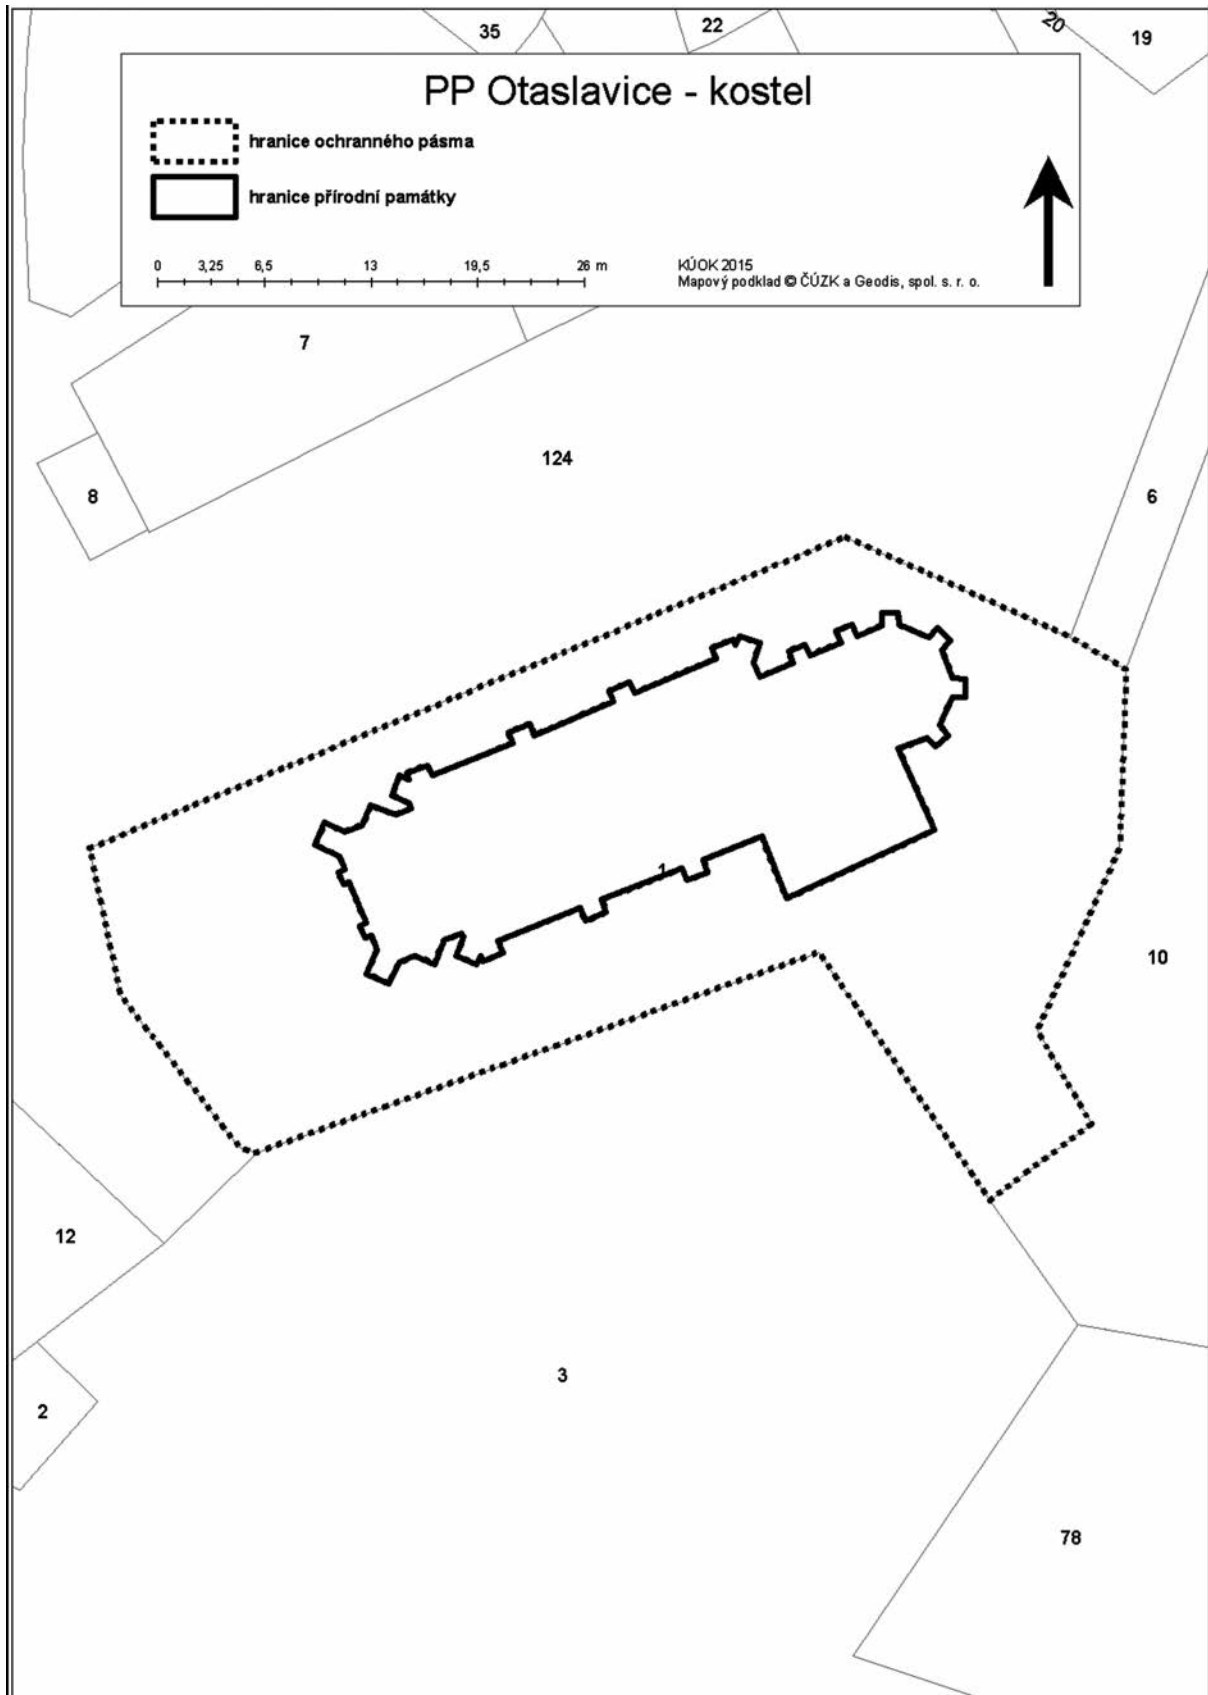 35
22
20
19
PP Otaslavice - kostel
hranice ochranného pásma
hranice přírodní památky
0 3,25 6,5 13 19,5 26 m
KÚOK 2015
Mapový podklad © ČÚZK a Geodis, spol. s. r. o.
7
124
8
6
1
10
12
3
2
78